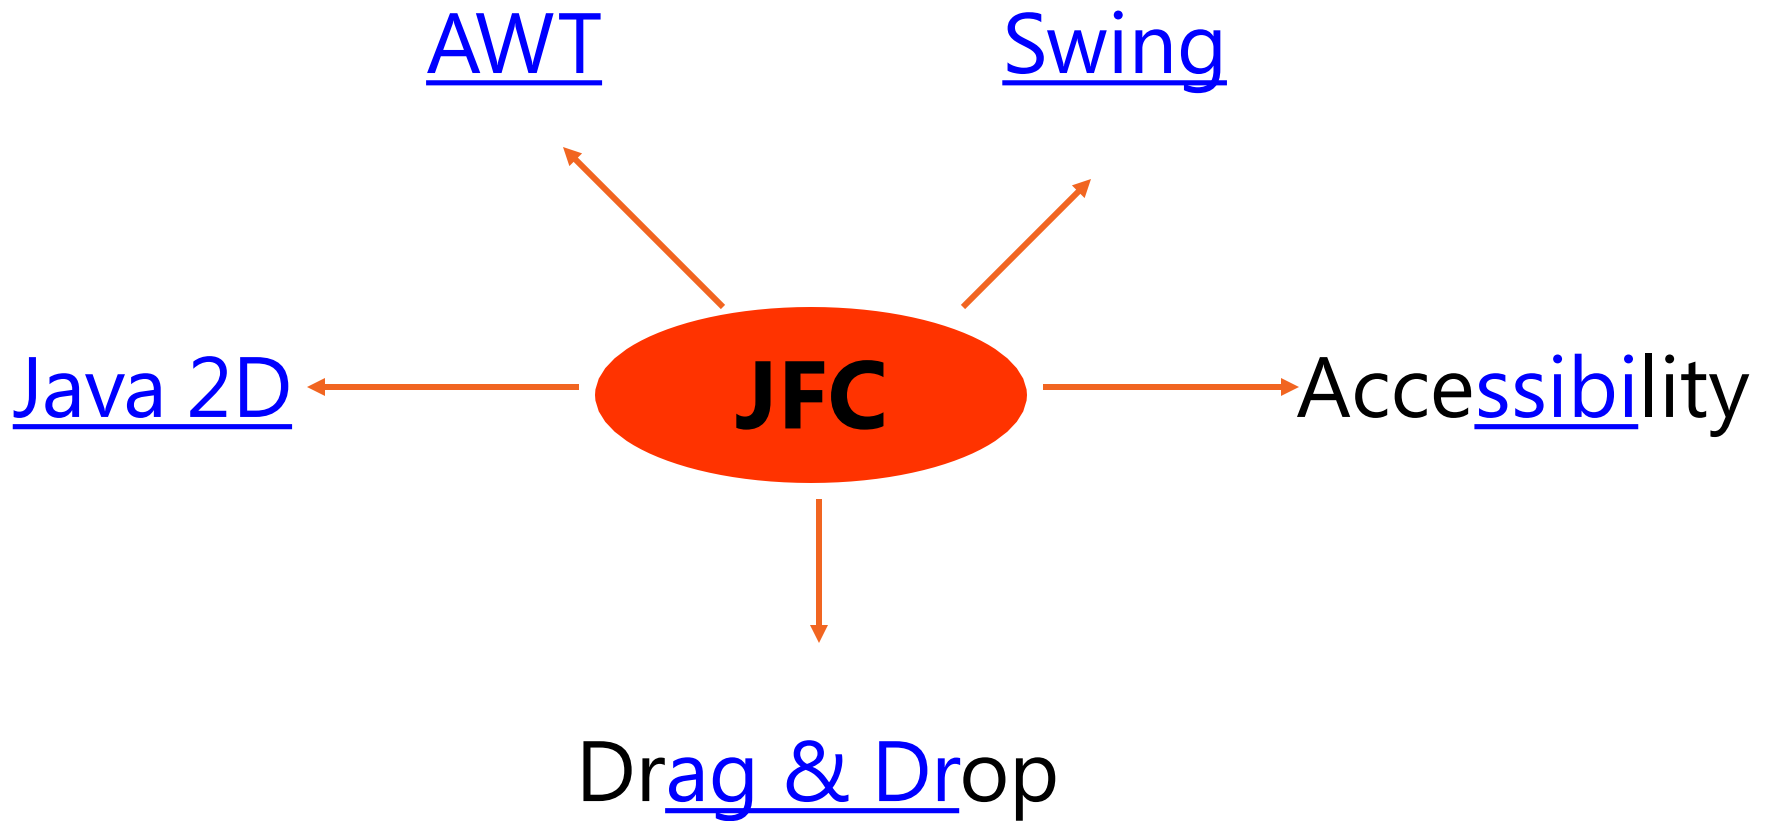 AWT
Swing
Java 2D
JFC
Accessibility
Drag & Drop